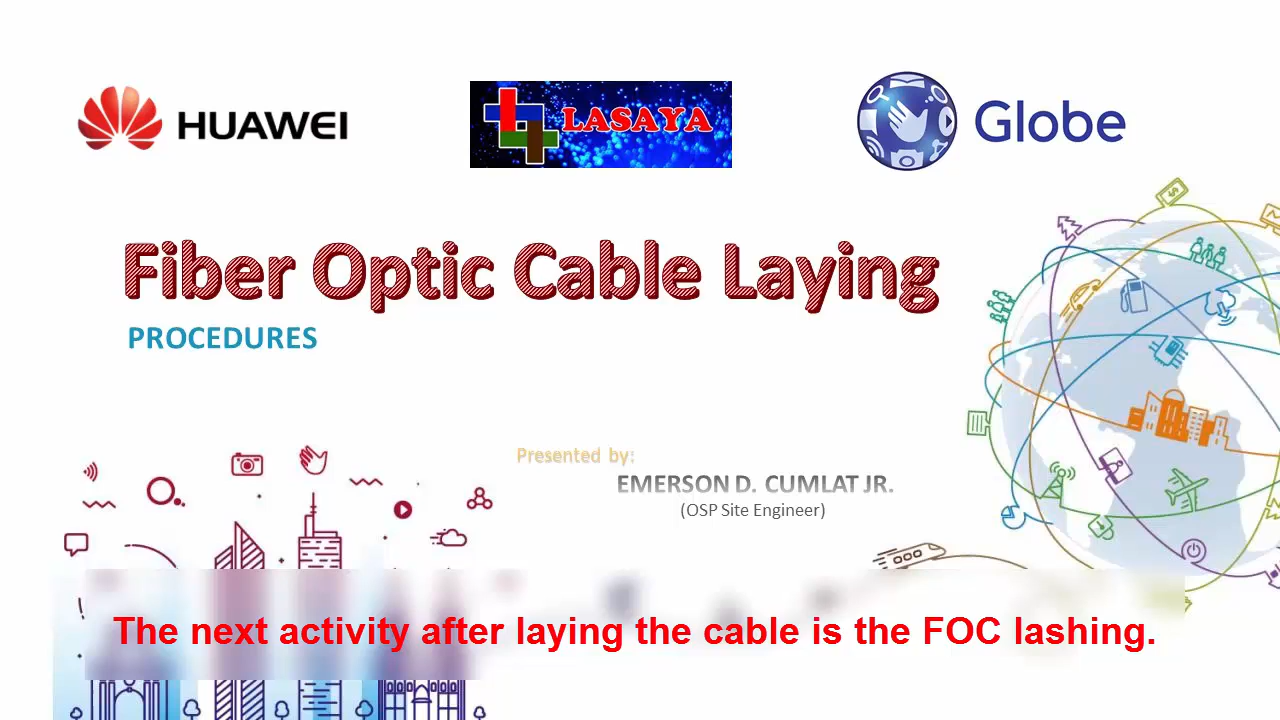 HUAWEI
LASAYA
Globe
Fiber Optic Cable Laying
PROCEDURES
Presented by:
EMERSON D. CUMLAT JR.
(OSP Site Engineer)
The next activity after laying the cable is the FOC lashing.